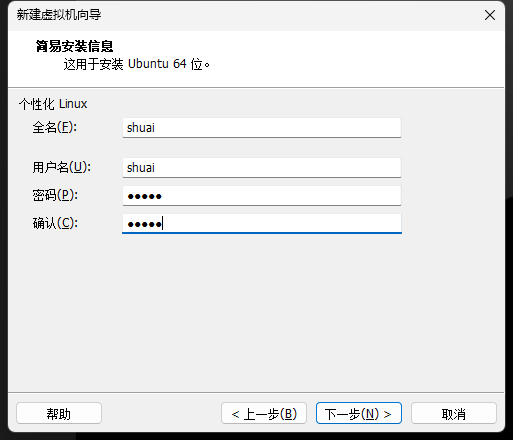 新建虚拟机向导
简易安装信息
这用于安装 Ubuntu 64 位。
个性化 Linux
全名(F): shuai
用户名(U): shuai
密码(P): ●●●●●
确认(C): ●●●●●
帮助 < 上一步(B) 下一步(N) > 取消